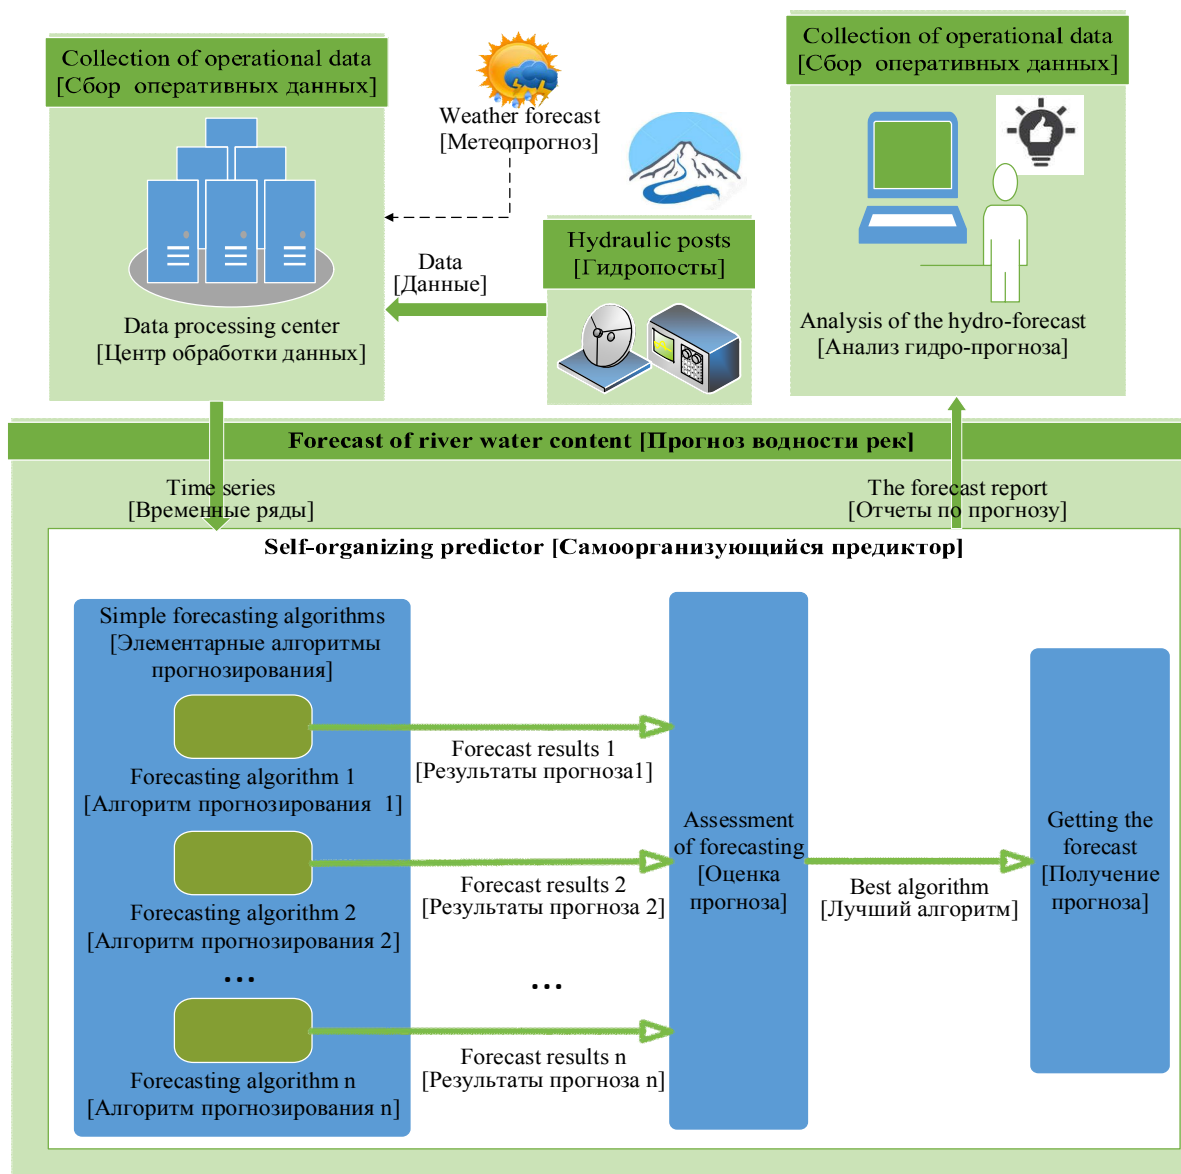 Collection of operational data
[Сбор оперативных данных]
Data processing center
[Центр обработки данных]
Weather forecast
[Метеопрогноз]
Data
[Данные]
Hydraulic posts
[Гидропосты]
Collection of operational data
[Сбор оперативных данных]
Analysis of the hydro-forecast
[Анализ гидро-прогноза]
Forecast of river water content [Прогноз водности рек]
Time series
[Временные ряды]
The forecast report
[Отчеты по прогнозу]
Self-organizing predictor [Самоорганизующийся предиктор]
Simple forecasting algorithms
[Элементарные алгоритмы
прогнозирования]
Forecasting algorithm 1
[Алгоритм прогнозирования 1]
Forecasting algorithm 2
[Алгоритм прогнозирования 2]
...
Forecasting algorithm n
[Алгоритм прогнозирования n]
Forecast results 1
[Результаты прогноза1]
Forecast results 2
[Результаты прогноза 2]
...
Forecast results n
[Результаты прогноза n]
Assessment
of forecasting
[Оценка
прогноза]
Best algorithm
[Лучший алгоритм]
Getting the
forecast
[Получение
прогноза]